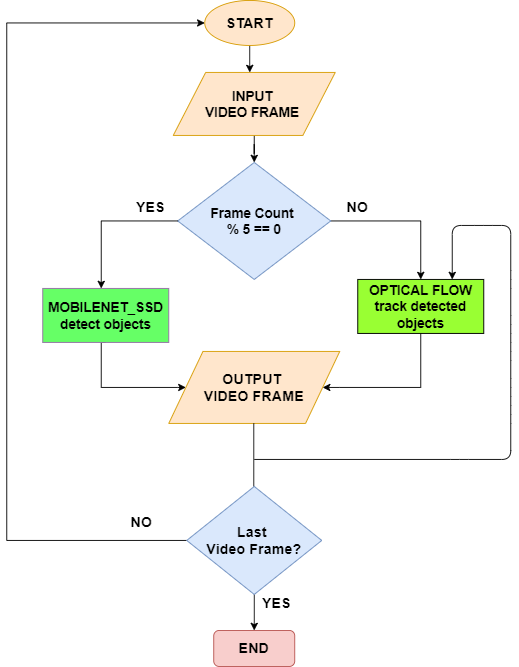 START
INPUT
VIDEO FRAME
YES
NO
Frame Count
% 5 == 0
MOBILENET_SSD
detect objects
OPTICAL FLOW
track detected
objects
OUTPUT
VIDEO FRAME
NO
Last
Video Frame?
YES
END